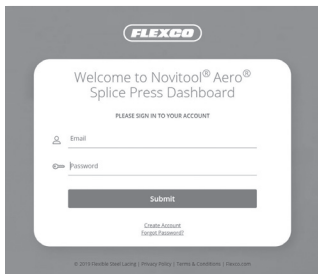 FLEXCO
Welcome to Novitool® Aero®
Splice Press Dashboard
PLEASE SIGN IN TO YOUR ACCOUNT
Email
Password
Submit
Create Account
Forgot Password?
© 2019 Flexible Steel Lacing | Privacy Policy | Terms & Conditions | Flexco.com